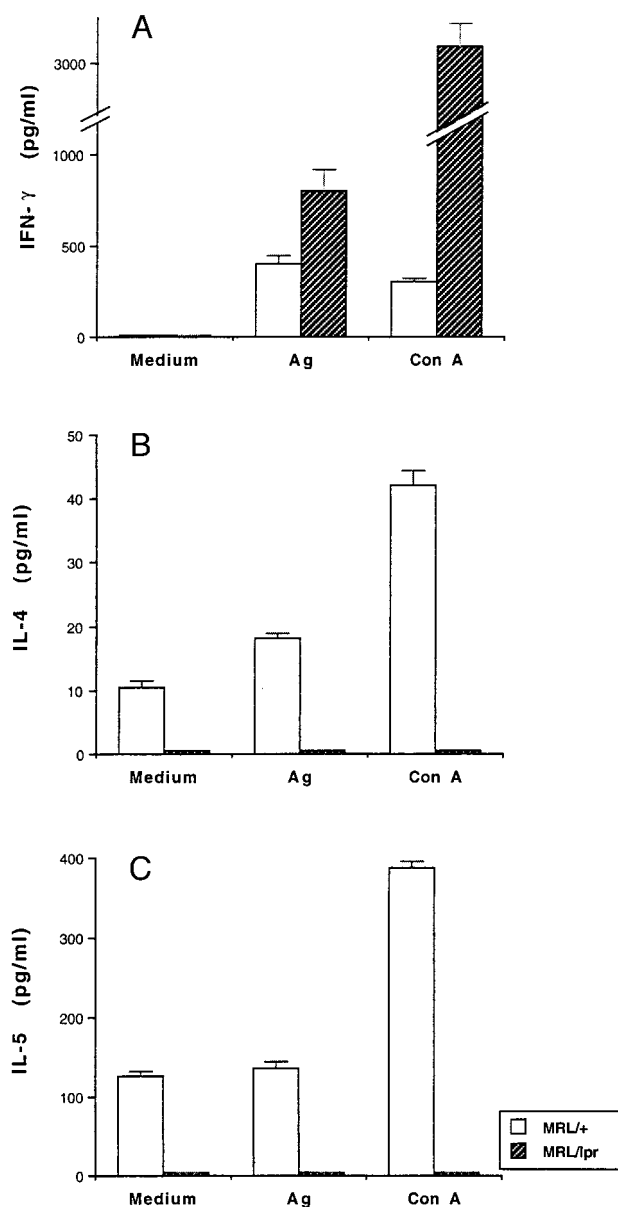 A
IFN- γ (pg/ml)
3000
1000
500
0
Medium Ag Con A
B
IL-4 (pg/ml)
50
40
30
20
10
0
Medium Ag Con A
C
IL-5 (pg/ml)
400
300
200
100
0
Medium Ag Con A
MRL/+
MRL/lpr